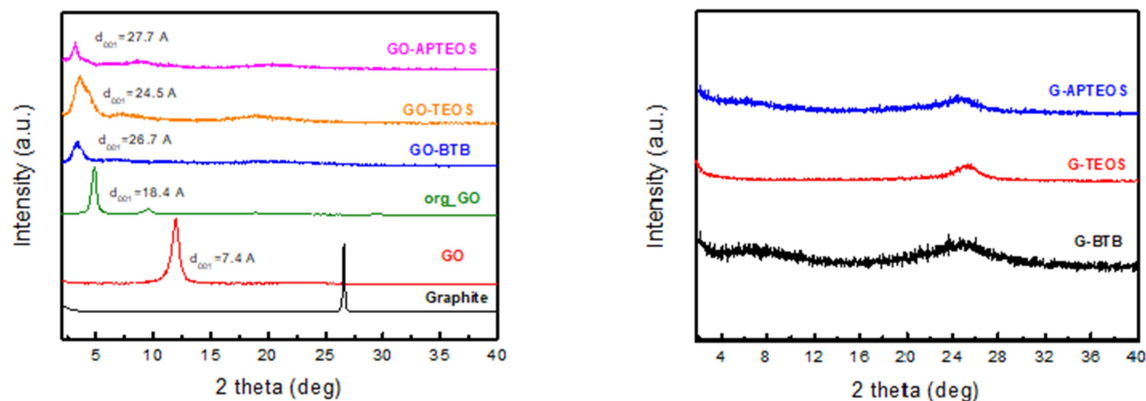 d001=27.7 A
GO-APTEOS
d001=24.5 A
GO-TEOS
d001=26.7 A
GO-BTB
d001=18.4 A
org_GO
d001=7.4 A
GO
Graphite
Intensity (a.u.)
5 10 15 20 25 30 35 40
2 theta (deg)
G-APTEOS
G-TEOS
G-BTB
Intensity (a.u.)
4 8 12 16 20 24 28 32 36 40
2 theta (deg)